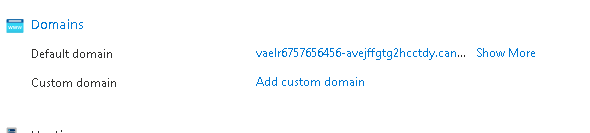 Domains
Default domain vaelr6757656456-avejffgtg2hcctdy.can... Show More
Custom domain Add custom domain